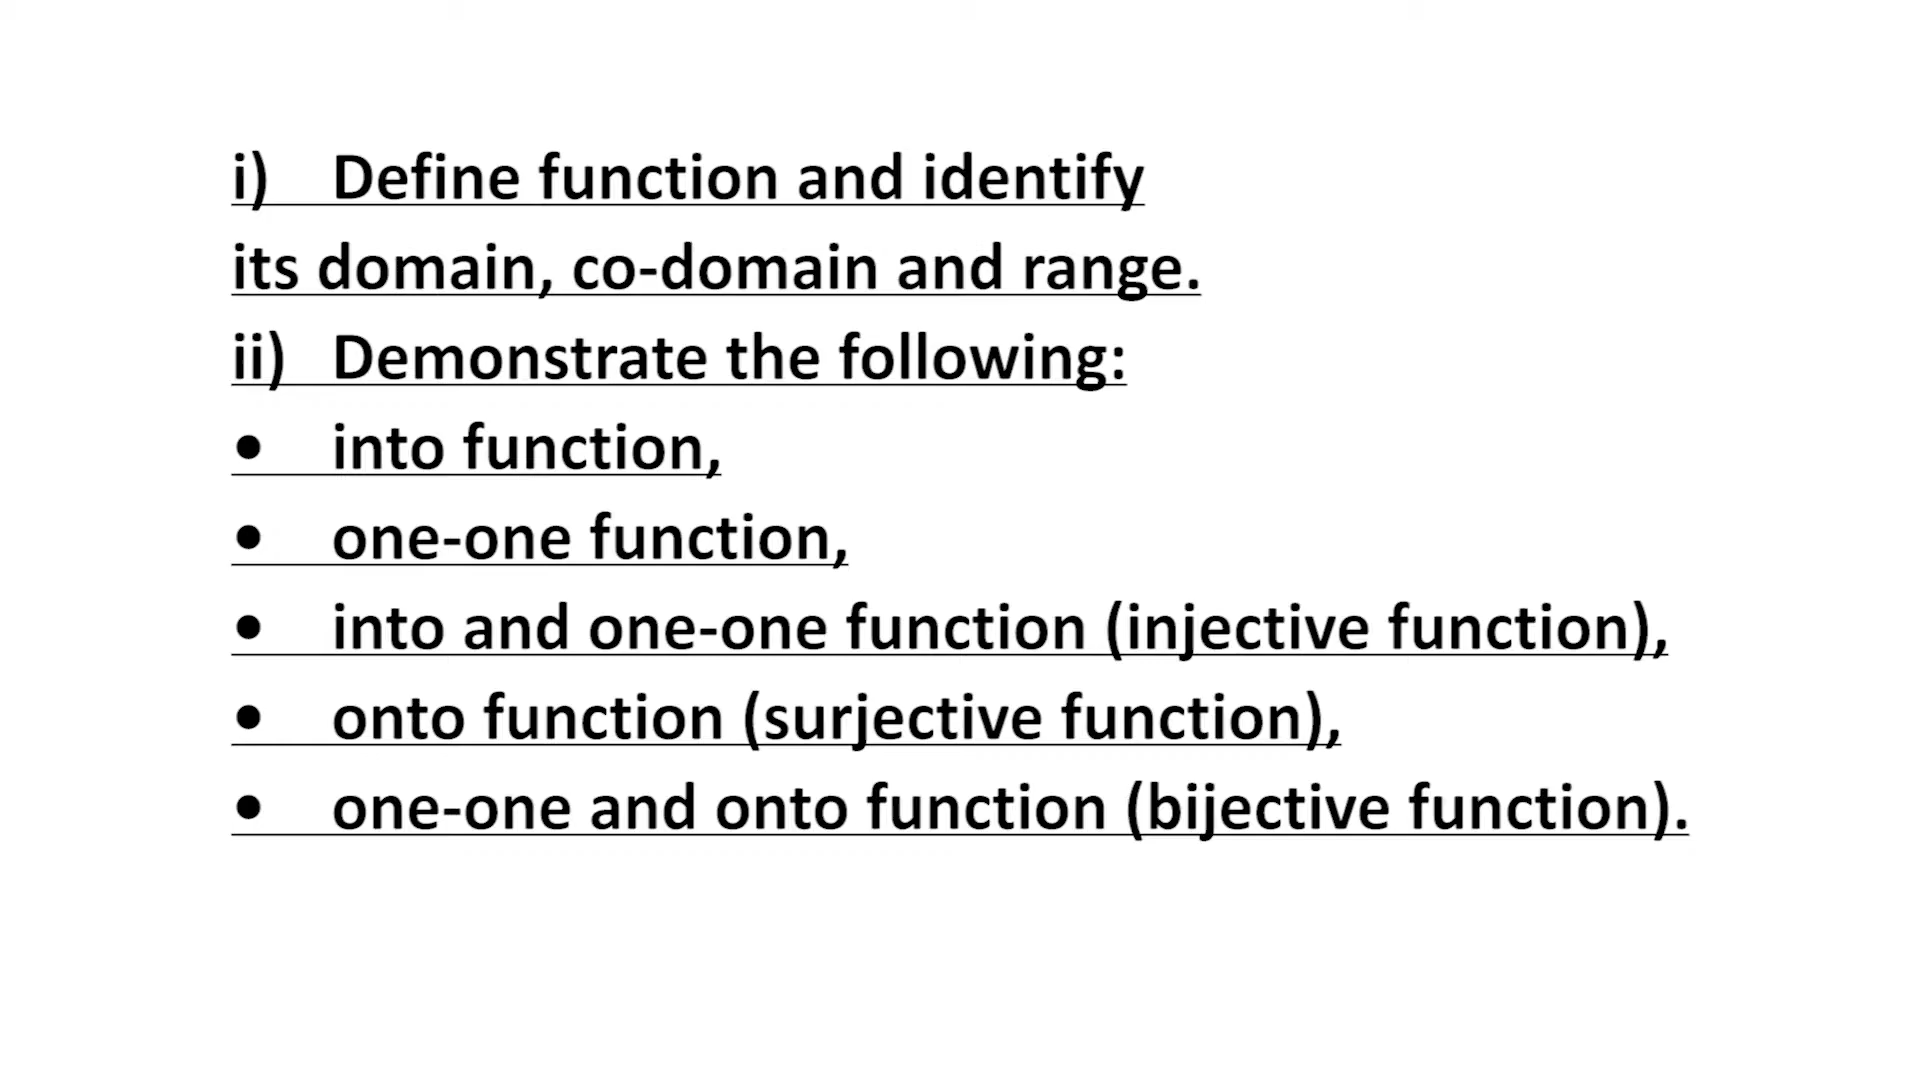 i) Define function and identify
its domain, co-domain and range.
ii) Demonstrate the following:
• into function,
• one-one function,
• into and one-one function (injective function),
• onto function (surjective function),
• one-one and onto function (bijective function).